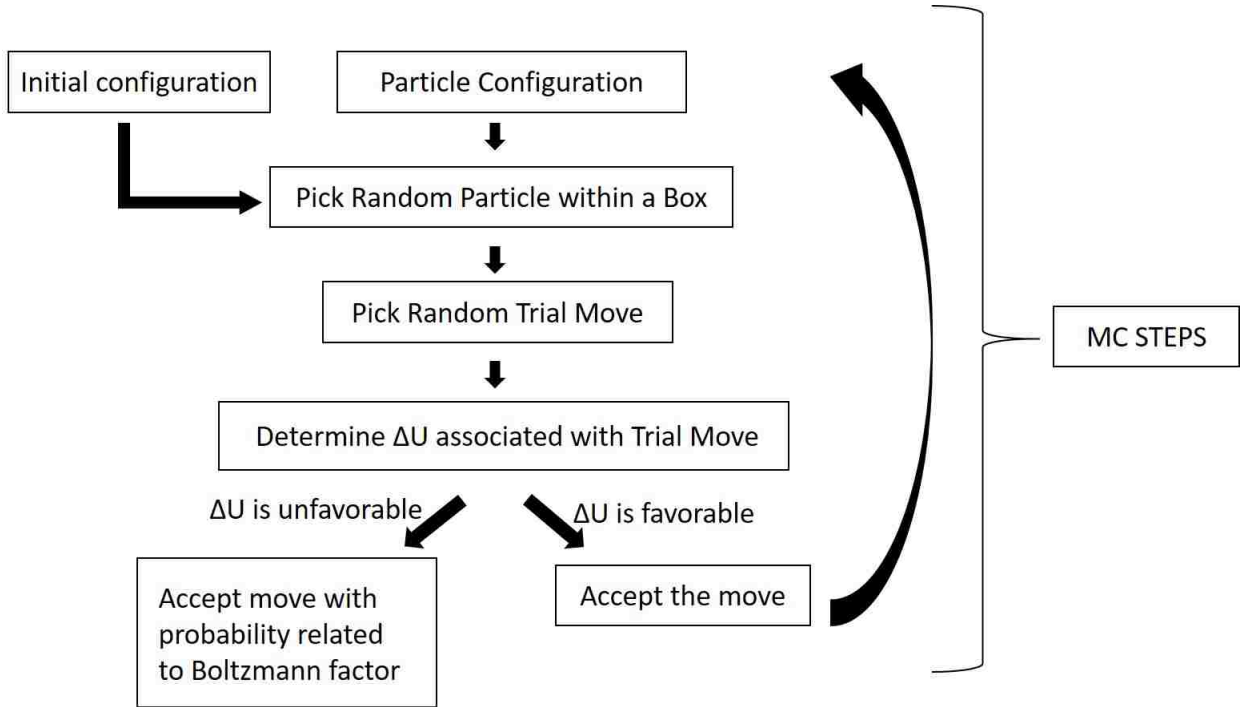 Initial configuration
Particle Configuration
Pick Random Particle within a Box
Pick Random Trial Move
MC STEPS
Determine ΔU associated with Trial Move
ΔU is unfavorable
ΔU is favorable
Accept move with
probability related
to Boltzmann factor
Accept the move